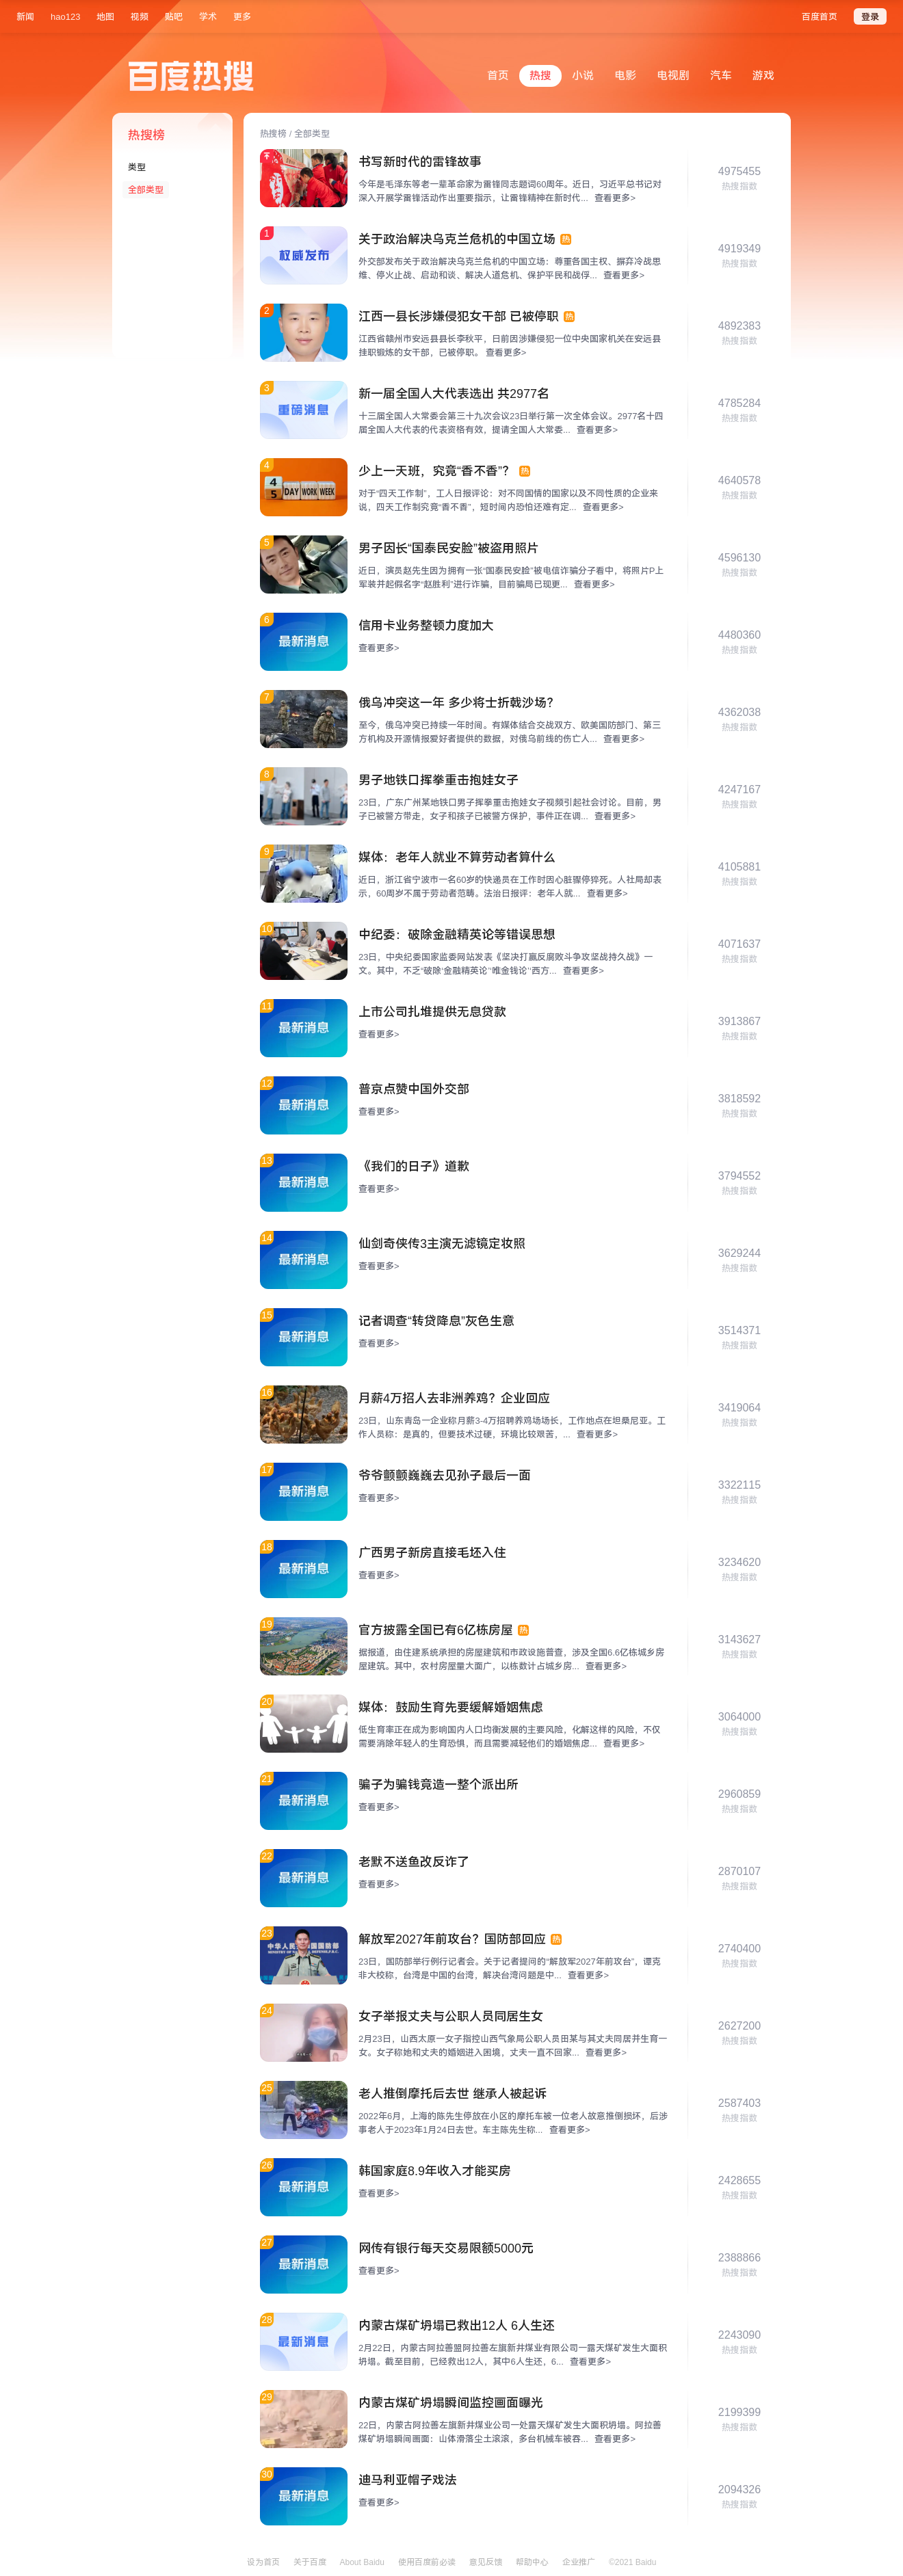 新闻 hao123 地图 视频 贴吧 学术 更多 百度首页 登录
百度热搜
首页 热搜 小说 电影 电视剧 汽车 游戏
热搜榜
类型
全部类型
热搜榜 / 全部类型
书写新时代的雷锋故事
今年是毛泽东等老一辈革命家为雷锋同志题词60周年。近日，习近平总书记对
深入开展学雷锋活动作出重要指示，让雷锋精神在新时代... 查看更多>
4975455
热搜指数
1
权威发布
关于政治解决乌克兰危机的中国立场 热
外交部发布关于政治解决乌克兰危机的中国立场：尊重各国主权、摒弃冷战思
维、停火止战、启动和谈、解决人道危机、保护平民和战俘... 查看更多>
4919349
热搜指数
2
江西一县长涉嫌侵犯女干部 已被停职 热
江西省赣州市安远县县长李秋平，日前因涉嫌侵犯一位中央国家机关在安远县
挂职锻炼的女干部，已被停职。 查看更多>
4892383
热搜指数
3
重磅消息
新一届全国人大代表选出 共2977名
十三届全国人大常委会第三十九次会议23日举行第一次全体会议。2977名十四
届全国人大代表的代表资格有效，提请全国人大常委... 查看更多>
4785284
热搜指数
4
4 5 DAY WORK WEEK
少上一天班，究竟“香不香”？ 热
对于“四天工作制”，工人日报评论：对不同国情的国家以及不同性质的企业来
说，四天工作制究竟“香不香”，短时间内恐怕还难有定... 查看更多>
4640578
热搜指数
5
男子因长“国泰民安脸”被盗用照片
近日，演员赵先生因为拥有一张“国泰民安脸”被电信诈骗分子看中，将照片P上
军装并起假名字“赵胜利”进行诈骗，目前骗局已现更... 查看更多>
4596130
热搜指数
6
最新消息
信用卡业务整顿力度加大
查看更多>
4480360
热搜指数
7
俄乌冲突这一年 多少将士折戟沙场？
至今，俄乌冲突已持续一年时间。有媒体结合交战双方、欧美国防部门、第三
方机构及开源情报爱好者提供的数据，对俄乌前线的伤亡人... 查看更多>
4362038
热搜指数
8
男子地铁口挥拳重击抱娃女子
23日，广东广州某地铁口男子挥拳重击抱娃女子视频引起社会讨论。目前，男
子已被警方带走，女子和孩子已被警方保护，事件正在调... 查看更多>
4247167
热搜指数
9
媒体：老年人就业不算劳动者算什么
近日，浙江省宁波市一名60岁的快递员在工作时因心脏骤停猝死。人社局却表
示，60周岁不属于劳动者范畴。法治日报评：老年人就... 查看更多>
4105881
热搜指数
10
中纪委：破除金融精英论等错误思想
23日，中央纪委国家监委网站发表《坚决打赢反腐败斗争攻坚战持久战》一
文。其中，不乏“破除‘金融精英论’‘唯金钱论’‘西方... 查看更多>
4071637
热搜指数
11
最新消息
上市公司扎堆提供无息贷款
查看更多>
3913867
热搜指数
12
最新消息
普京点赞中国外交部
查看更多>
3818592
热搜指数
13
最新消息
《我们的日子》道歉
查看更多>
3794552
热搜指数
14
最新消息
仙剑奇侠传3主演无滤镜定妆照
查看更多>
3629244
热搜指数
15
最新消息
记者调查“转贷降息”灰色生意
查看更多>
3514371
热搜指数
16
月薪4万招人去非洲养鸡？企业回应
23日，山东青岛一企业称月薪3-4万招聘养鸡场场长，工作地点在坦桑尼亚。工
作人员称：是真的，但要技术过硬，环境比较艰苦，... 查看更多>
3419064
热搜指数
17
最新消息
爷爷颤颤巍巍去见孙子最后一面
查看更多>
3322115
热搜指数
18
最新消息
广西男子新房直接毛坯入住
查看更多>
3234620
热搜指数
19
官方披露全国已有6亿栋房屋 热
据报道，由住建系统承担的房屋建筑和市政设施普查，涉及全国6.6亿栋城乡房
屋建筑。其中，农村房屋量大面广，以栋数计占城乡房... 查看更多>
3143627
热搜指数
20
媒体：鼓励生育先要缓解婚姻焦虑
低生育率正在成为影响国内人口均衡发展的主要风险，化解这样的风险，不仅
需要消除年轻人的生育恐惧，而且需要减轻他们的婚姻焦虑... 查看更多>
3064000
热搜指数
21
最新消息
骗子为骗钱竟造一整个派出所
查看更多>
2960859
热搜指数
22
最新消息
老默不送鱼改反诈了
查看更多>
2870107
热搜指数
23
解放军2027年前攻台？国防部回应 热
23日，国防部举行例行记者会。关于记者提问的“解放军2027年前攻台”，谭克
非大校称，台湾是中国的台湾，解决台湾问题是中... 查看更多>
2740400
热搜指数
24
女子举报丈夫与公职人员同居生女
2月23日，山西太原一女子指控山西气象局公职人员田某与其丈夫同居并生育一
女。女子称她和丈夫的婚姻进入困境，丈夫一直不回家... 查看更多>
2627200
热搜指数
25
老人推倒摩托后去世 继承人被起诉
2022年6月，上海的陈先生停放在小区的摩托车被一位老人故意推倒损坏，后涉
事老人于2023年1月24日去世。车主陈先生称... 查看更多>
2587403
热搜指数
26
最新消息
韩国家庭8.9年收入才能买房
查看更多>
2428655
热搜指数
27
最新消息
网传有银行每天交易限额5000元
查看更多>
2388866
热搜指数
28
最新消息
内蒙古煤矿坍塌已救出12人 6人生还
2月22日，内蒙古阿拉善盟阿拉善左旗新井煤业有限公司一露天煤矿发生大面积
坍塌。截至目前，已经救出12人，其中6人生还，6... 查看更多>
2243090
热搜指数
29
内蒙古煤矿坍塌瞬间监控画面曝光
22日，内蒙古阿拉善左旗新井煤业公司一处露天煤矿发生大面积坍塌。阿拉善
煤矿坍塌瞬间画面：山体滑落尘土滚滚，多台机械车被吞... 查看更多>
2199399
热搜指数
30
最新消息
迪马利亚帽子戏法
查看更多>
2094326
热搜指数
设为首页 关于百度 About Baidu 使用百度前必读 意见反馈 帮助中心 企业推广 ©2021 Baidu